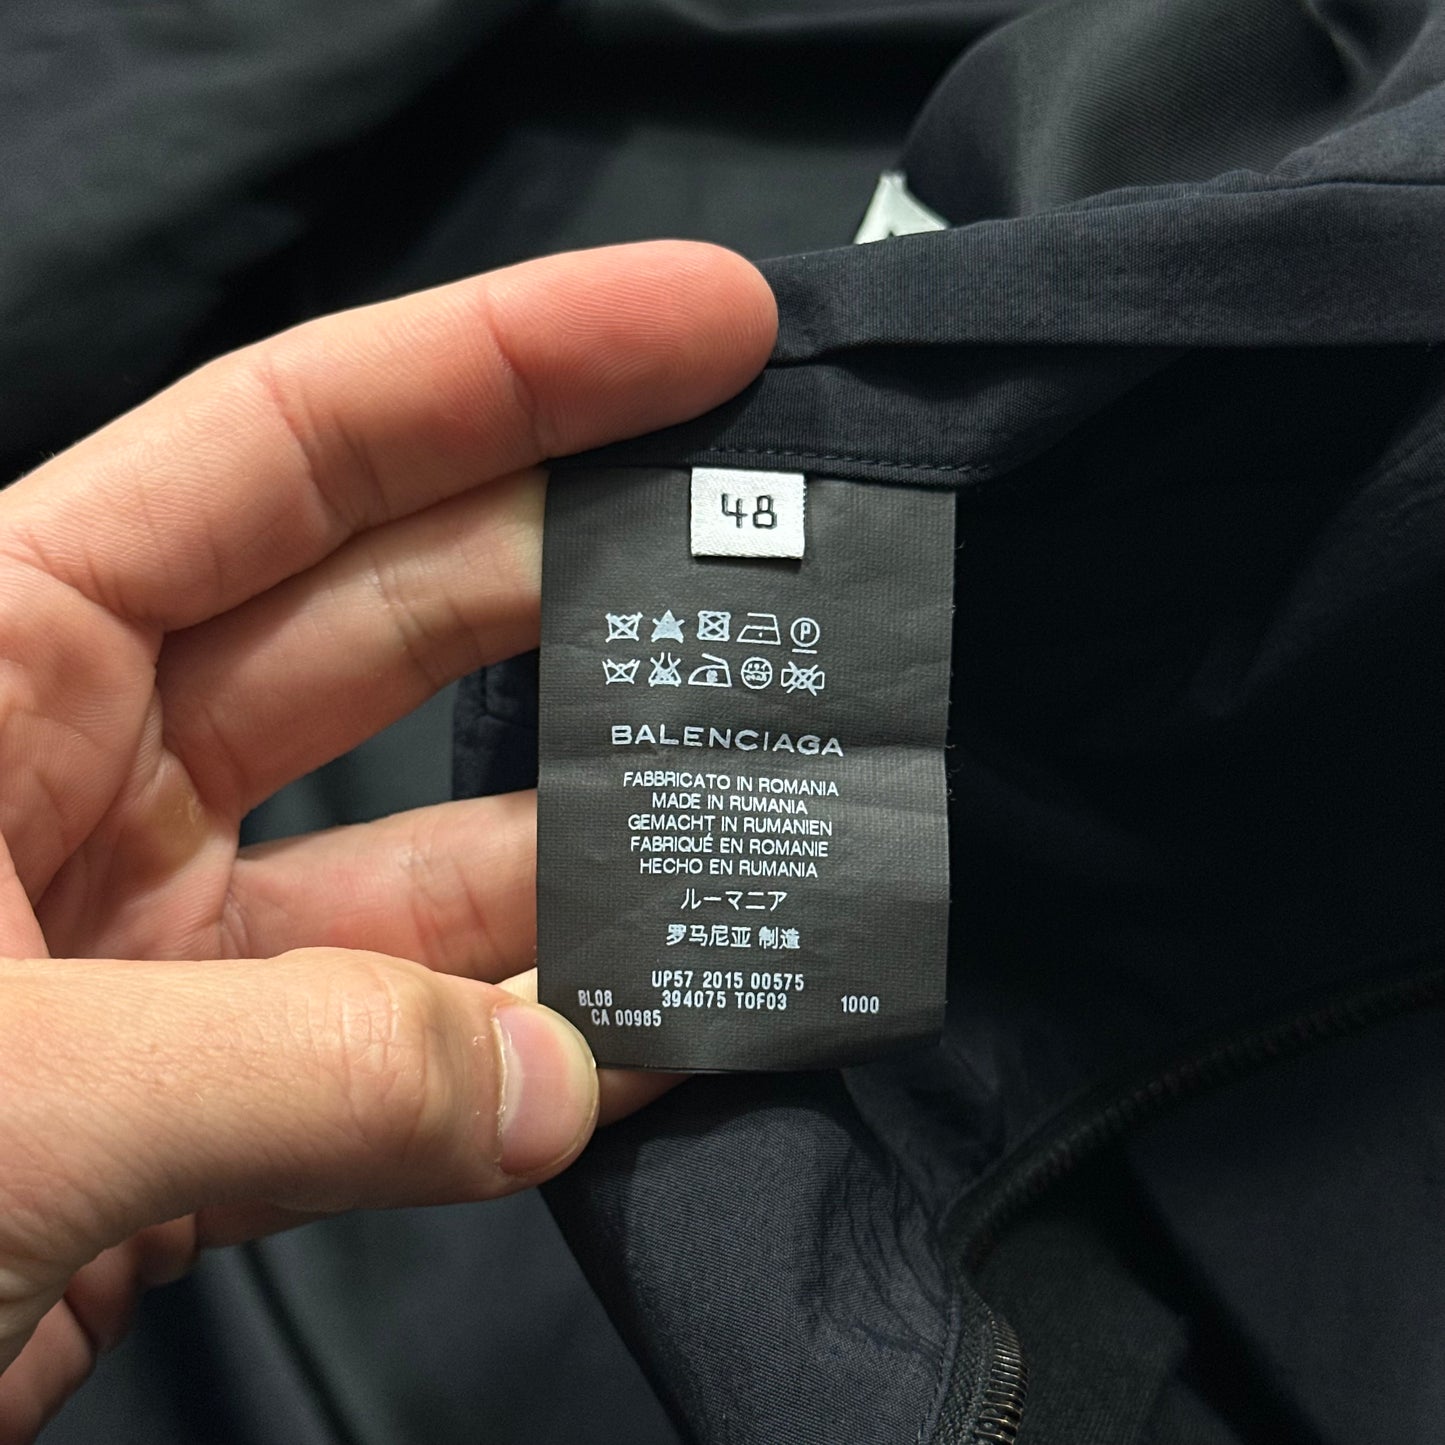 48
P
BALENCIAGA
FABBRICATO IN ROMANIA
MADE IN RUMANIA
GEMACHT IN RUMANIEN
FABRIQUÉ EN ROMANIE
HECHO EN RUMANIA
ルーマニア
罗马尼亚 制造
UP57 2015 00575
BL08 394075 TOF03 1000
CA 00985